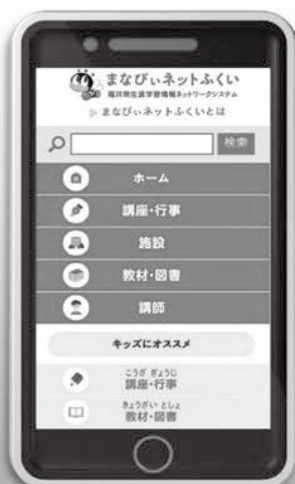 まなびぃネットふくい
福井県生涯学習情報ネットワークシステム
まなびぃネットふくいとは
検索
ホーム
講座・行事
施設
教材・図書
講師
キッズにオススメ
こうざ ぎょうじ
講座・行事
きょうざい としょ
教材・図書